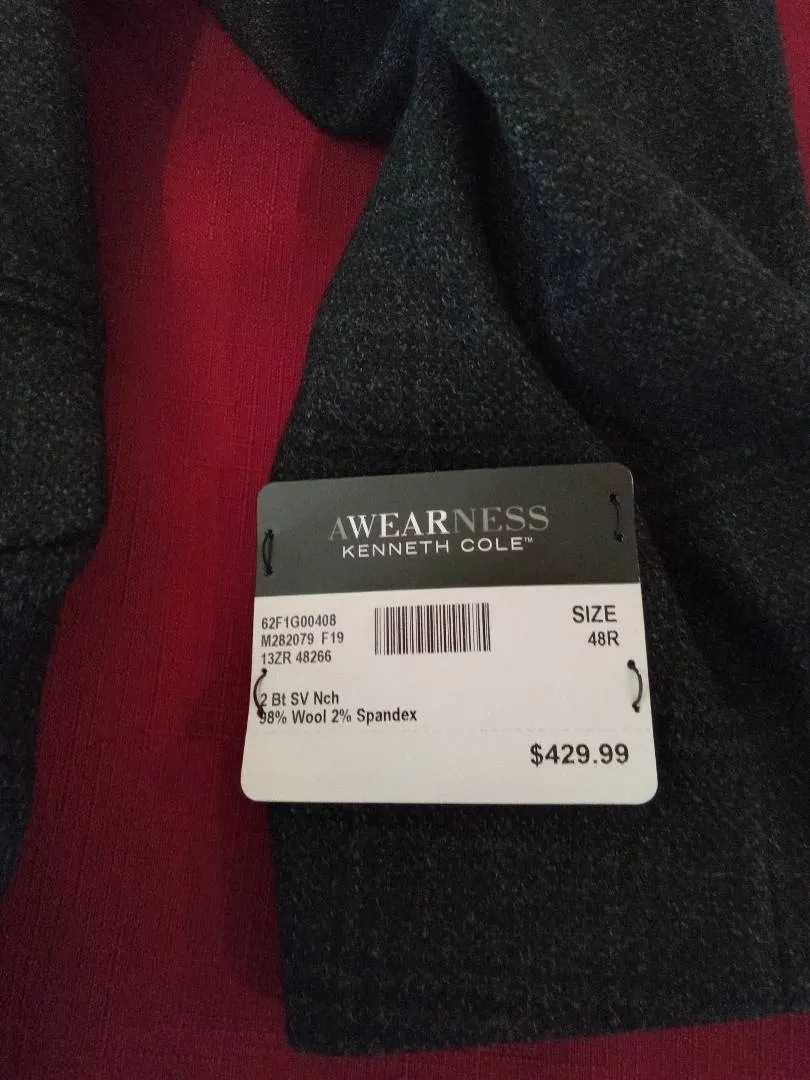 AWEARNESS
KENNETH COLE™
62F1G00408
M282079 F19
13ZR 48266
SIZE
48R
2 Bt SV Nch
98% Wool 2% Spandex
$429.99